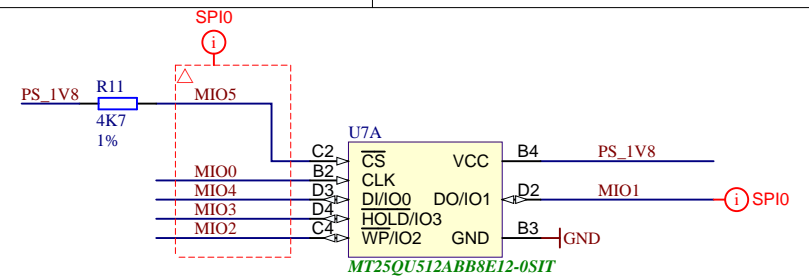 SPI0
i
PS_1V8 R11 MIO5
4K7
1%
U7A
C2 CS VCC B4 PS_1V8
MIO0 B2 CLK
MIO4 D3 DI/IO0 DO/IO1 D2 MIO1 i SPI0
MIO3 D4 HOLD/IO3
MIO2 C4 WP/IO2 GND B3 GND
MT25QU512ABB8E12-0SIT